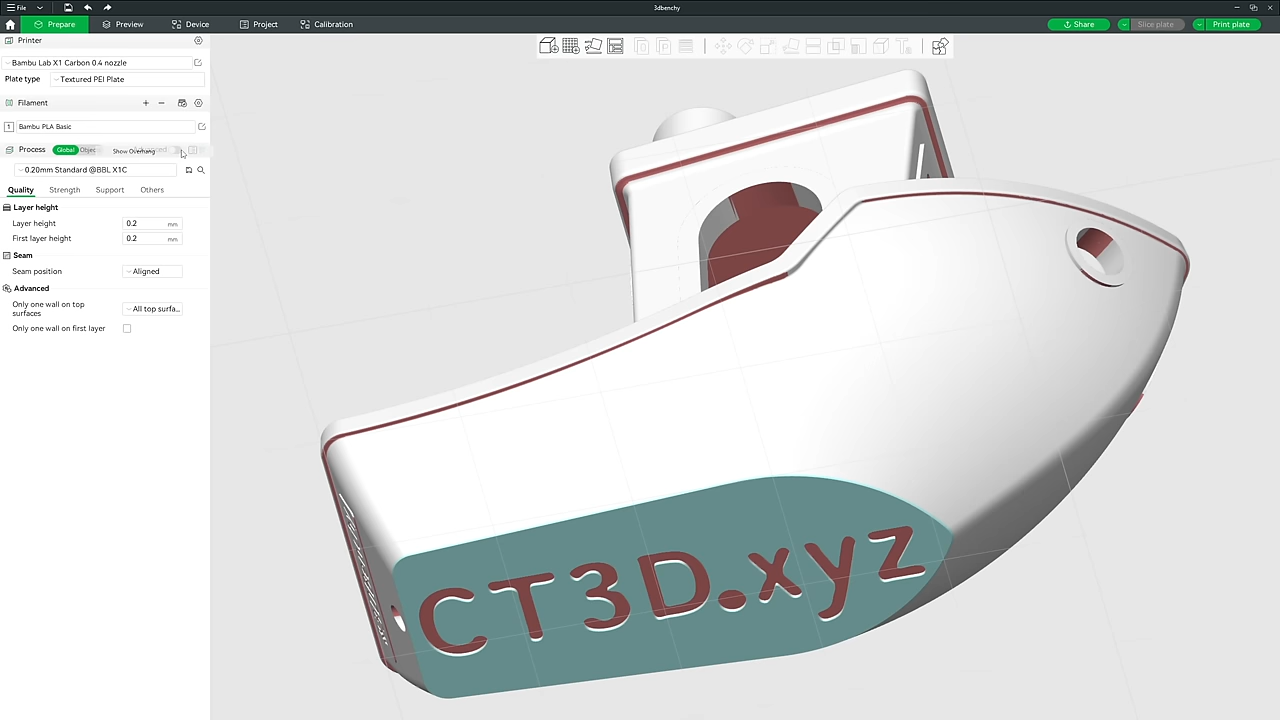 File
3dbenchy
Prepare
Preview
Device
Project
Calibration
Share
Slice plate
Print plate
Printer
Bambu Lab X1 Carbon 0.4 nozzle
Plate type
Textured PEI Plate
Filament
1
Bambu PLA Basic
Process
Global
Objec
Show Overhang
Advanced
0.20mm Standard @BBL X1C
Quality
Strength
Support
Others
Layer height
Layer height
0.2
mm
First layer height
0.2
mm
Seam
Seam position
Aligned
Advanced
Only one wall on top
surfaces
All top surfa...
Only one wall on first layer
CT3D.xyz